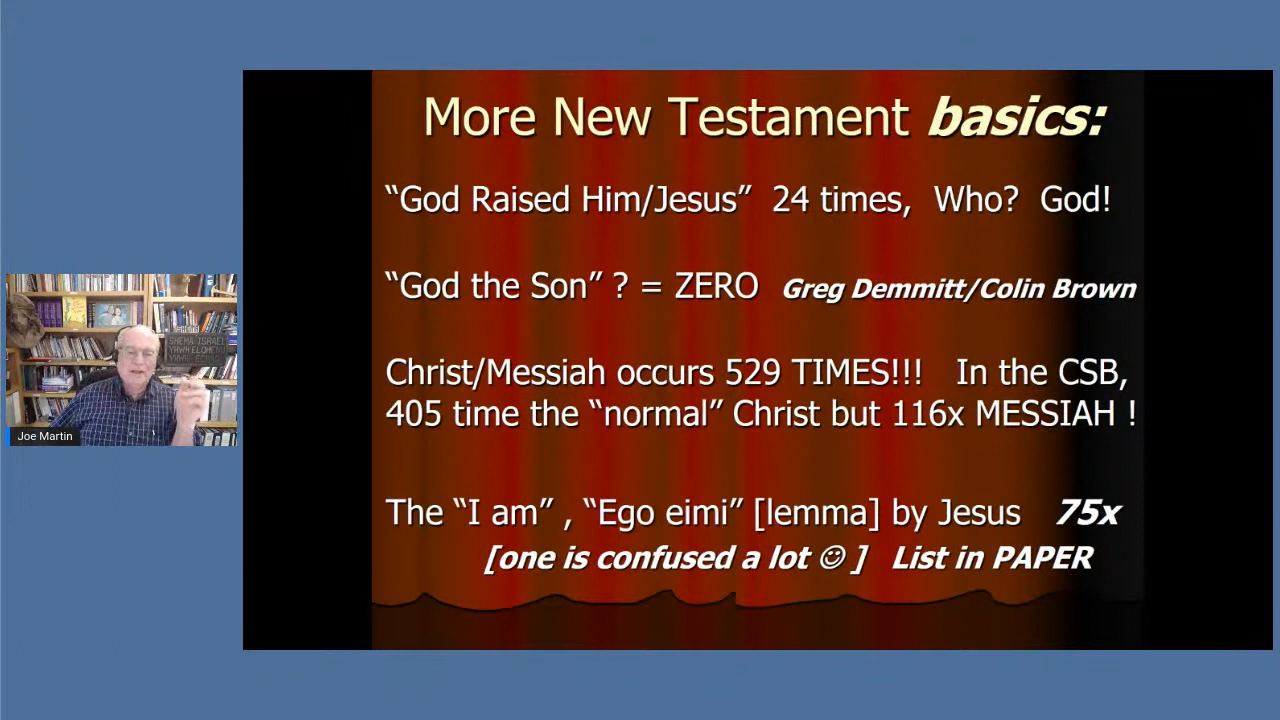 More New Testament basics:
“God Raised Him/Jesus” 24 times, Who? God!
“God the Son” ? = ZERO Greg Demmitt/Colin Brown
Christ/Messiah occurs 529 TIMES!!! In the CSB,
405 time the “normal” Christ but 116x MESSIAH !
The “I am” , “Ego eimi” [lemma] by Jesus 75x
[one is confused a lot ☺ ] List in PAPER
SHEMA ISRAEL
YHWH ELOHENU
Joe Martin